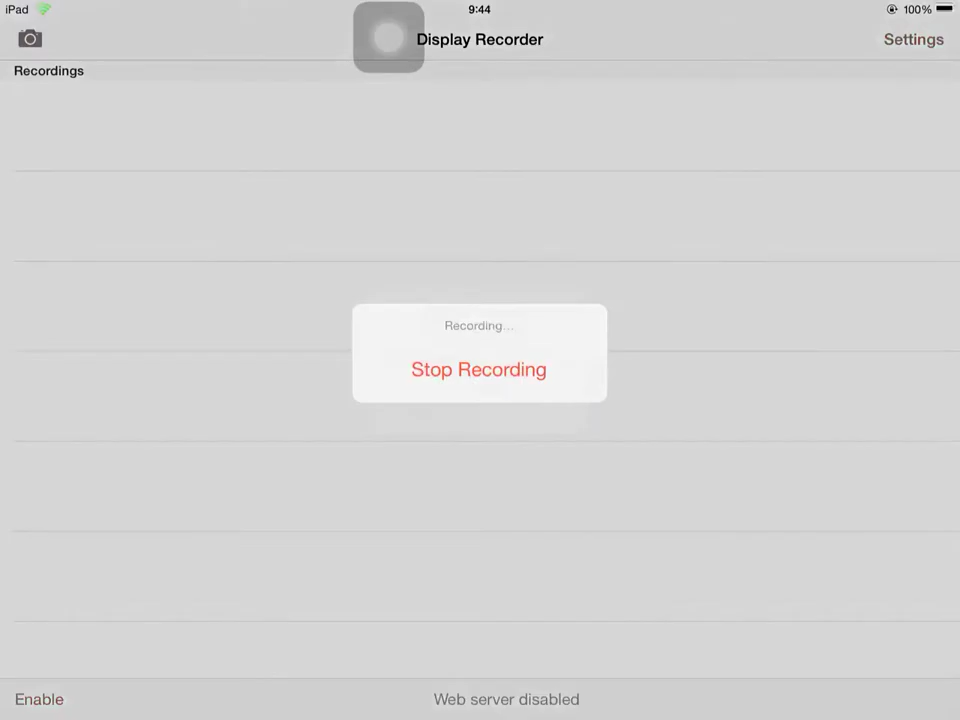 iPad 9:44 100%
Display Recorder Settings
Recordings
Recording...
Stop Recording
Enable Web server disabled